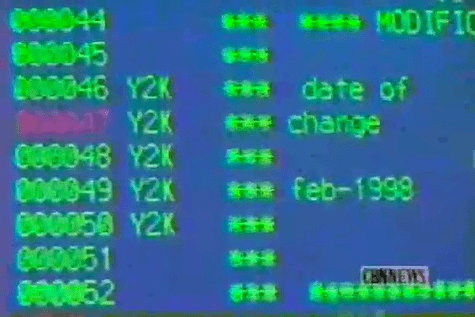 000044 *** **** MODIFIC
000045 ***
000046 Y2K *** date of
000047 Y2K *** change
000048 Y2K ***
000049 Y2K *** feb-1998
000050 Y2K ***
000051 ***
CBNNEWS
000052 *** ***********